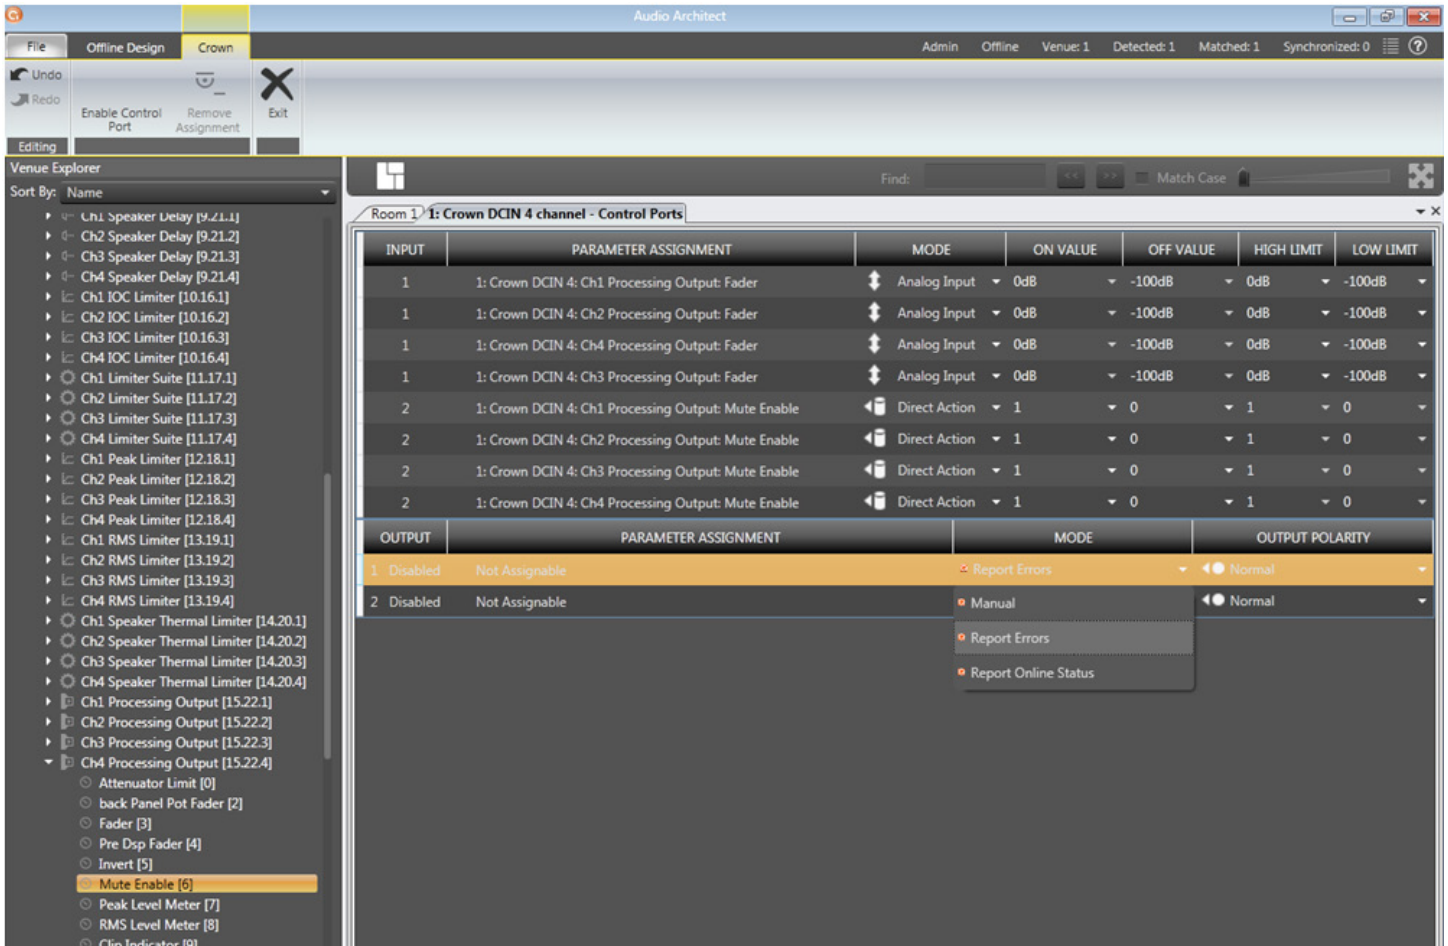 Audio Architect
File Offline Design Crown Admin Offline Venue: 1 Detected: 1 Matched: 1 Synchronized: 0
Undo
Redo
Enable Control Port
Remove Assignment
Exit
Editing
Venue Explorer
Sort By: Name
Ch1 Speaker Delay [9.21.1]
Ch2 Speaker Delay [9.21.2]
Ch3 Speaker Delay [9.21.3]
Ch4 Speaker Delay [9.21.4]
Ch1 IOC Limiter [10.16.1]
Ch2 IOC Limiter [10.16.2]
Ch3 IOC Limiter [10.16.3]
Ch4 IOC Limiter [10.16.4]
Ch1 Limiter Suite [11.17.1]
Ch2 Limiter Suite [11.17.2]
Ch3 Limiter Suite [11.17.3]
Ch4 Limiter Suite [11.17.4]
Ch1 Peak Limiter [12.18.1]
Ch2 Peak Limiter [12.18.2]
Ch3 Peak Limiter [12.18.3]
Ch4 Peak Limiter [12.18.4]
Ch1 RMS Limiter [13.19.1]
Ch2 RMS Limiter [13.19.2]
Ch3 RMS Limiter [13.19.3]
Ch4 RMS Limiter [13.19.4]
Ch1 Speaker Thermal Limiter [14.20.1]
Ch2 Speaker Thermal Limiter [14.20.2]
Ch3 Speaker Thermal Limiter [14.20.3]
Ch4 Speaker Thermal Limiter [14.20.4]
Ch1 Processing Output [15.22.1]
Ch2 Processing Output [15.22.2]
Ch3 Processing Output [15.22.3]
Ch4 Processing Output [15.22.4]
Attenuator Limit [0]
back Panel Pot Fader [2]
Fader [3]
Pre Dsp Fader [4]
Invert [5]
Mute Enable [6]
Peak Level Meter [7]
RMS Level Meter [8]
Clip Indicator [9]
Find: << >> Match Case
Room 1 1: Crown DCIN 4 channel - Control Ports
INPUT PARAMETER ASSIGNMENT MODE ON VALUE OFF VALUE HIGH LIMIT LOW LIMIT
1 1: Crown DCIN 4: Ch1 Processing Output: Fader Analog Input 0dB -100dB 0dB -100dB
1 1: Crown DCIN 4: Ch2 Processing Output: Fader Analog Input 0dB -100dB 0dB -100dB
1 1: Crown DCIN 4: Ch4 Processing Output: Fader Analog Input 0dB -100dB 0dB -100dB
1 1: Crown DCIN 4: Ch3 Processing Output: Fader Analog Input 0dB -100dB 0dB -100dB
2 1: Crown DCIN 4: Ch1 Processing Output: Mute Enable Direct Action 1 0 1 0
2 1: Crown DCIN 4: Ch2 Processing Output: Mute Enable Direct Action 1 0 1 0
2 1: Crown DCIN 4: Ch3 Processing Output: Mute Enable Direct Action 1 0 1 0
2 1: Crown DCIN 4: Ch4 Processing Output: Mute Enable Direct Action 1 0 1 0
OUTPUT PARAMETER ASSIGNMENT MODE OUTPUT POLARITY
1 Disabled Not Assignable Report Errors Normal
2 Disabled Not Assignable Manual Normal
Report Errors
Report Online Status